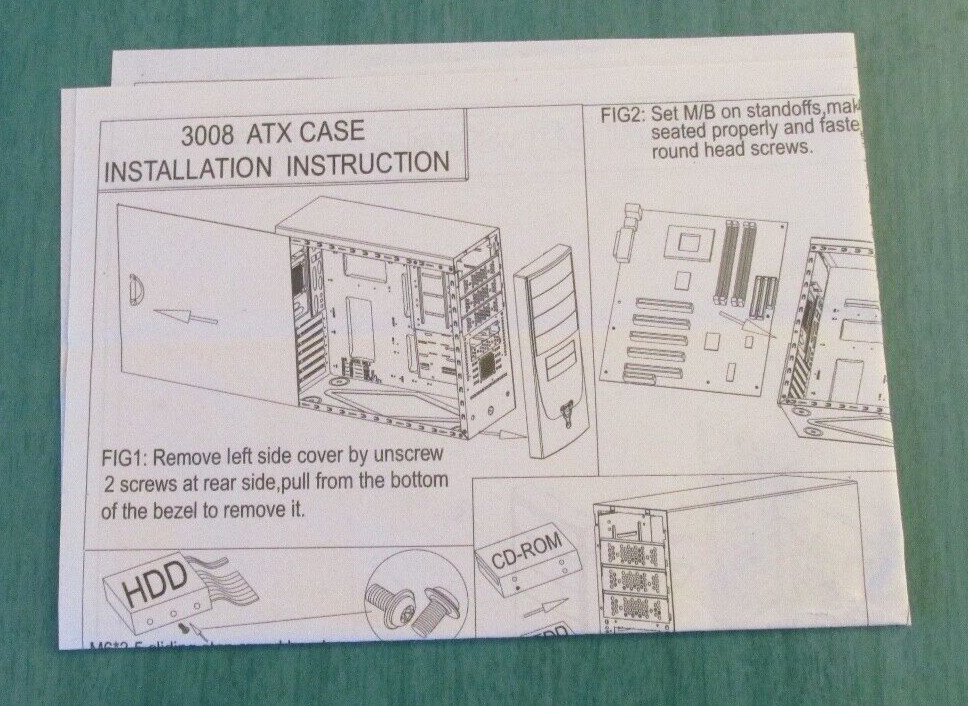 3008 ATX CASE
INSTALLATION INSTRUCTION
FIG1: Remove left side cover by unscrew
2 screws at rear side,pull from the bottom
of the bezel to remove it.
FIG2: Set M/B on standoffs,mak
seated properly and faste
round head screws.
HDD
CD-ROM
HDD